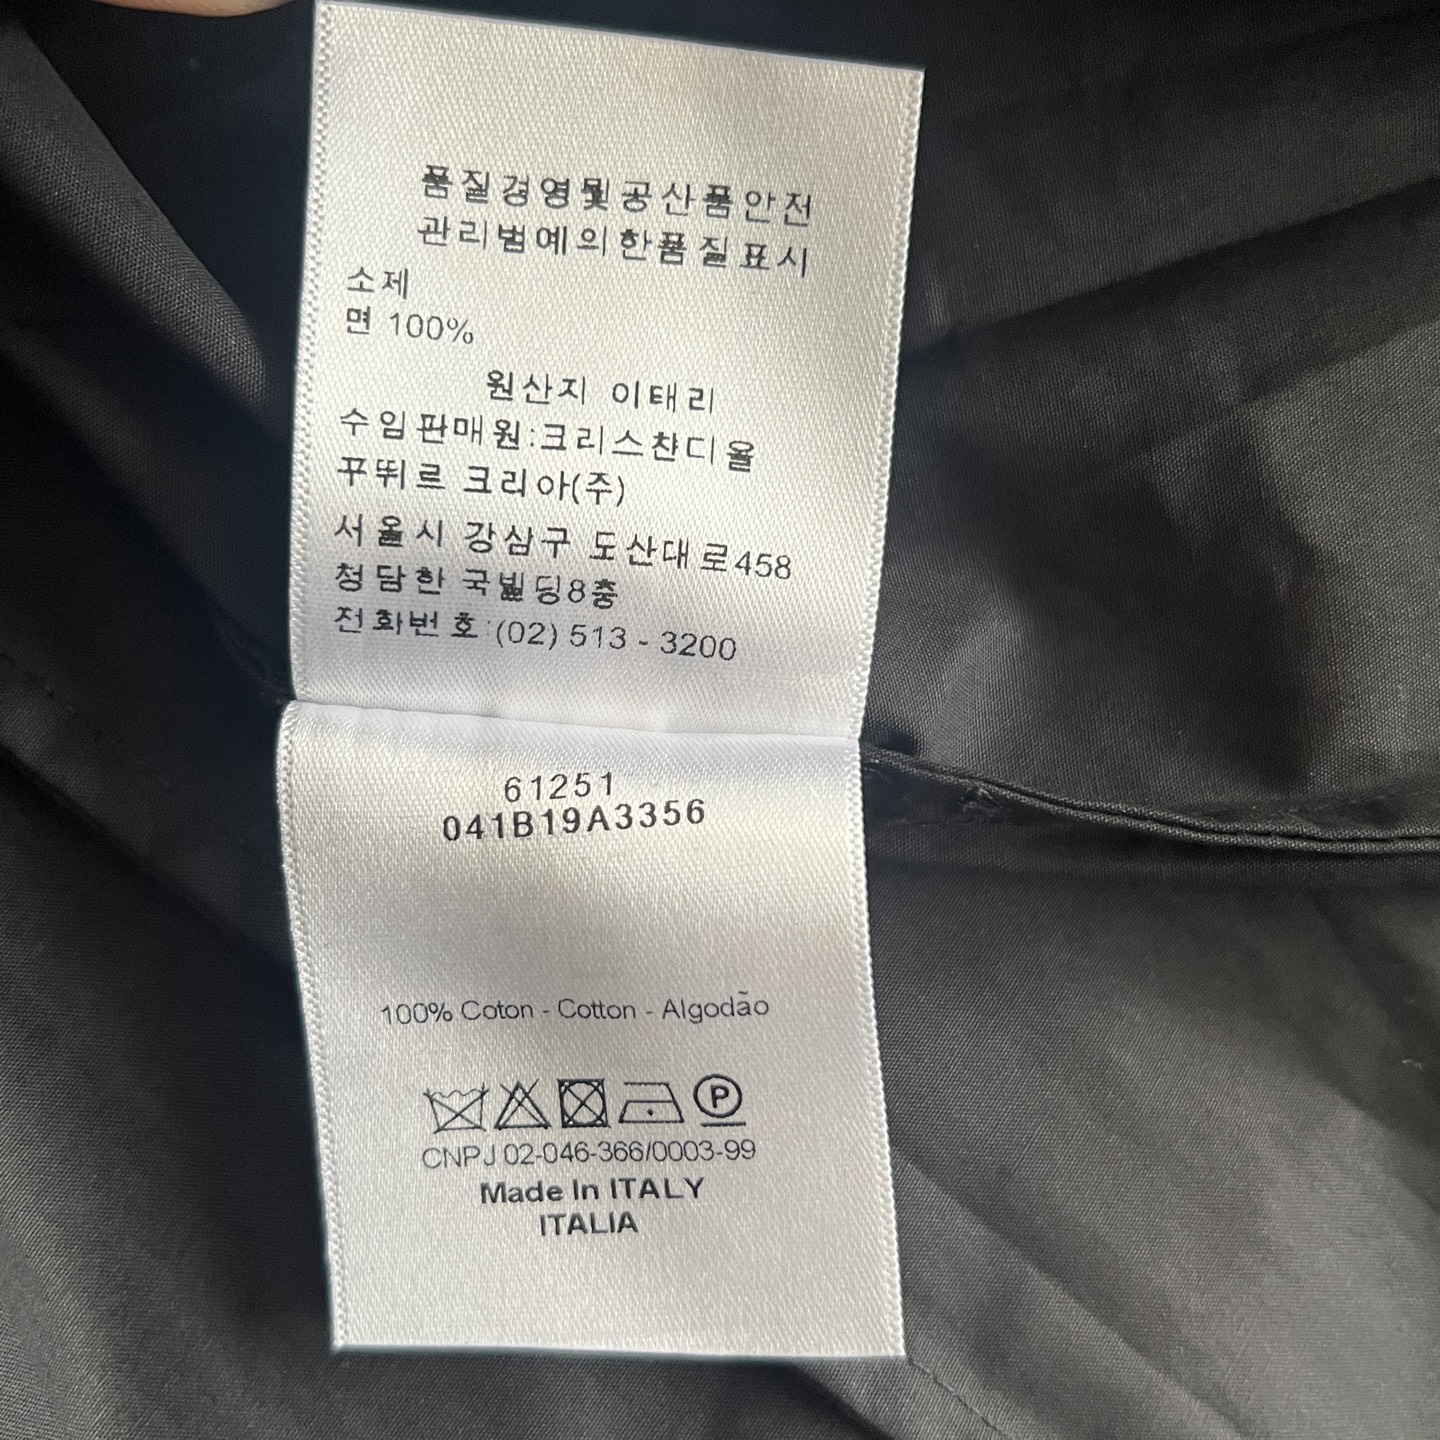 품질경영및공산품안전
관리법예의한품질표시
소제
면 100%
원산지 이태리
수입판매원:크리스챤디올
꾸뛰르 코리아(주)
서울시 강남구 도산대로458
청담한국빌딩8층
전화번호:(02) 513 - 3200
61251
041B19A3356
100% Coton - Cotton - Algodão
P
CNPJ 02-046-366/0003-99
Made In ITALY
ITALIA